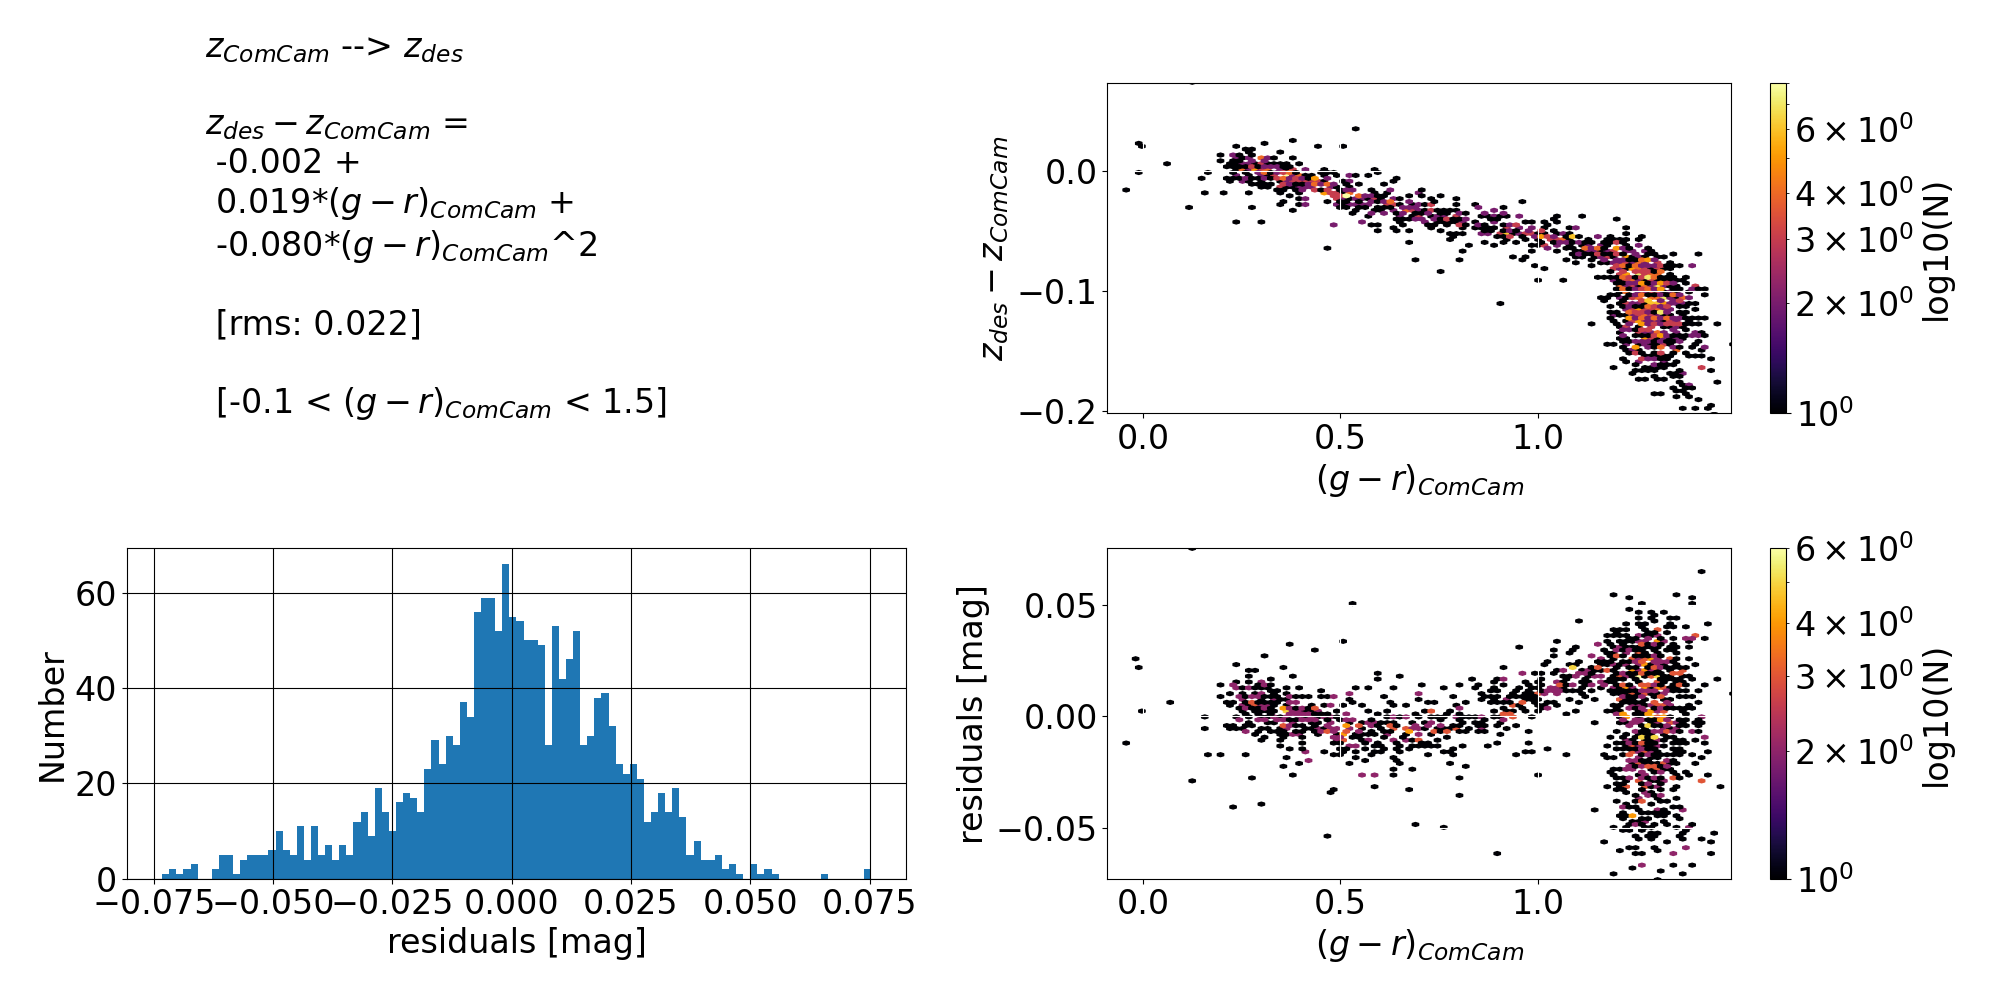 z_ComCam --> z_des
z_des − z_ComCam =
-0.002 +
0.019*(g − r)_ComCam +
-0.080*(g − r)_ComCam^2
[rms: 0.022]
[-0.1 < (g − r)_ComCam < 1.5]
z_des − z_ComCam
0.0
−0.1
−0.2
0.0 0.5 1.0
(g − r)_ComCam
6 × 10^0
4 × 10^0
3 × 10^0
2 × 10^0
10^0
log10(N)
Number
60
40
20
0
−0.075 −0.050 −0.025 0.000 0.025 0.050 0.075
residuals [mag]
residuals [mag]
0.05
0.00
−0.05
0.0 0.5 1.0
(g − r)_ComCam
6 × 10^0
4 × 10^0
3 × 10^0
2 × 10^0
10^0
log10(N)